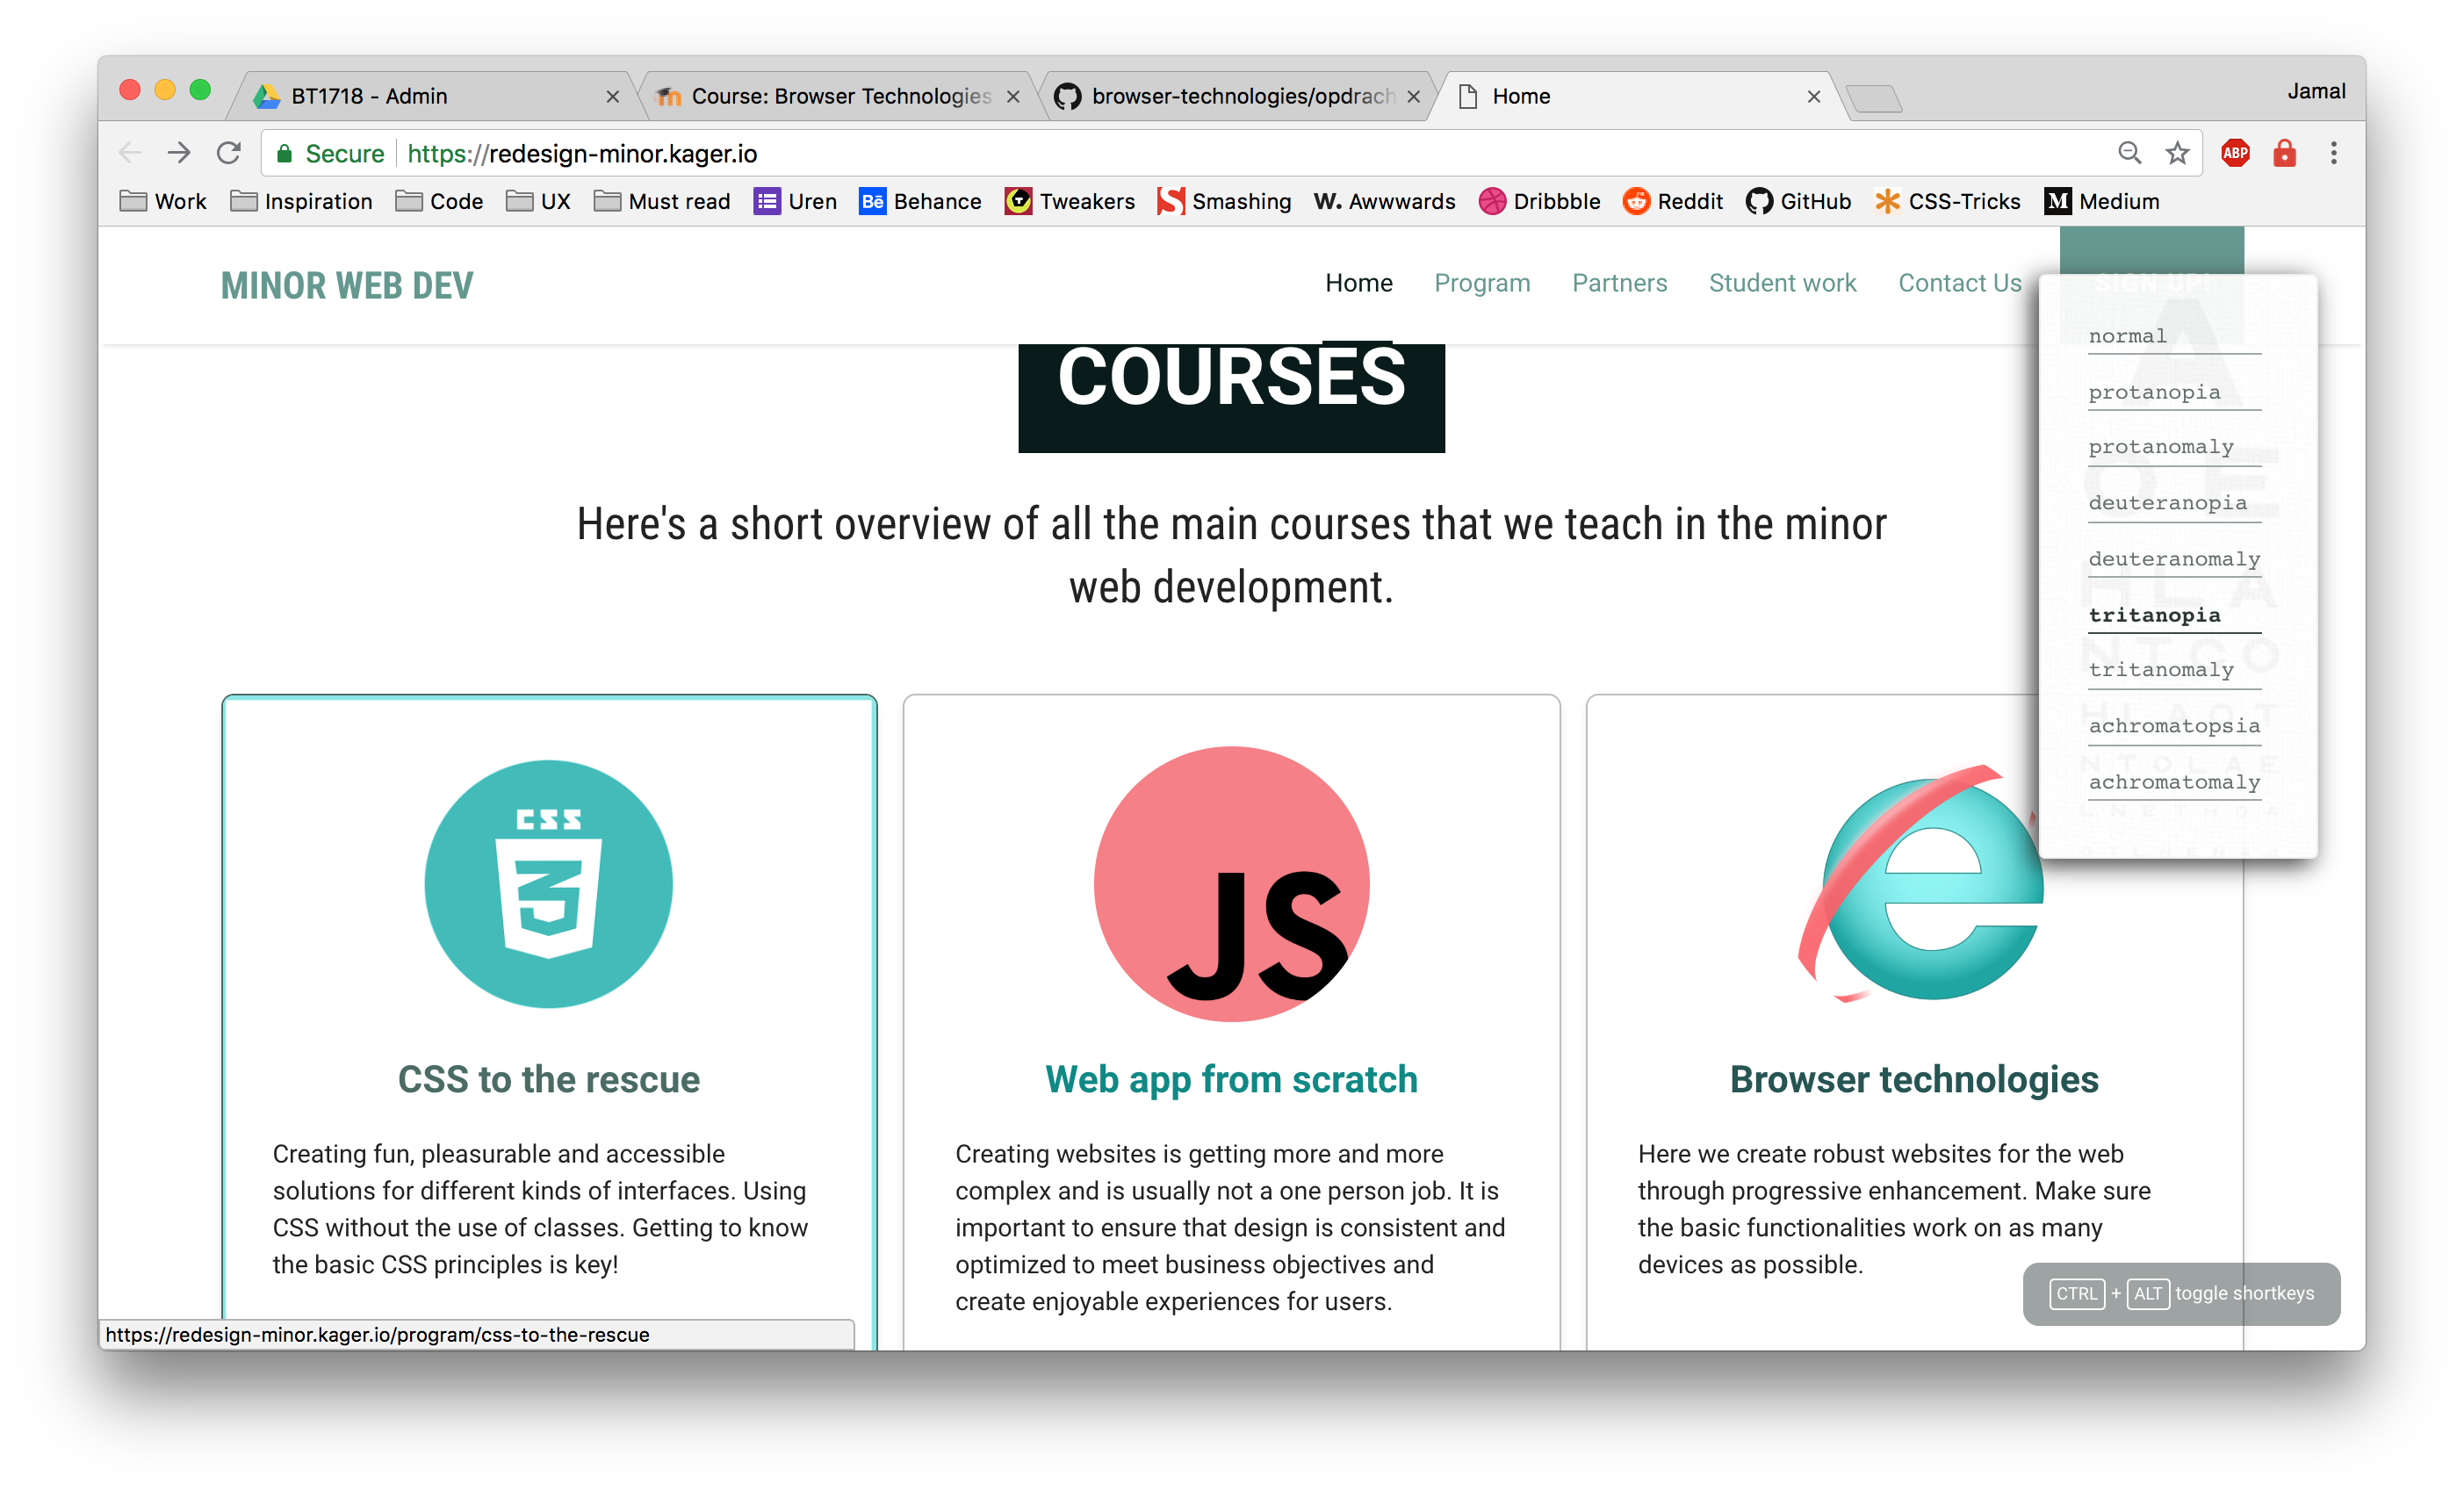 BT1718 - Admin
Course: Browser Technologies
browser-technologies/opdrach
Home
Jamal
Secure
https://redesign-minor.kager.io
ABP
Work
Inspiration
Code
UX
Must read
Uren
Bē Behance
Tweakers
Smashing
W. Awwwards
Dribbble
Reddit
GitHub
CSS-Tricks
M Medium
MINOR WEB DEV
Home
Program
Partners
Student work
Contact Us
SIGN UP!
normal
protanopia
protanomaly
deuteranopia
deuteranomaly
tritanopia
tritanomaly
achromatopsia
achromatomaly
COURSES
Here's a short overview of all the main courses that we teach in the minor
web development.
CSS
CSS to the rescue
Creating fun, pleasurable and accessible
solutions for different kinds of interfaces. Using
CSS without the use of classes. Getting to know
the basic CSS principles is key!
JS
Web app from scratch
Creating websites is getting more and more
complex and is usually not a one person job. It is
important to ensure that design is consistent and
optimized to meet business objectives and
create enjoyable experiences for users.
e
Browser technologies
Here we create robust websites for the web
through progressive enhancement. Make sure
the basic functionalities work on as many
devices as possible.
CTRL + ALT toggle shortkeys
https://redesign-minor.kager.io/program/css-to-the-rescue